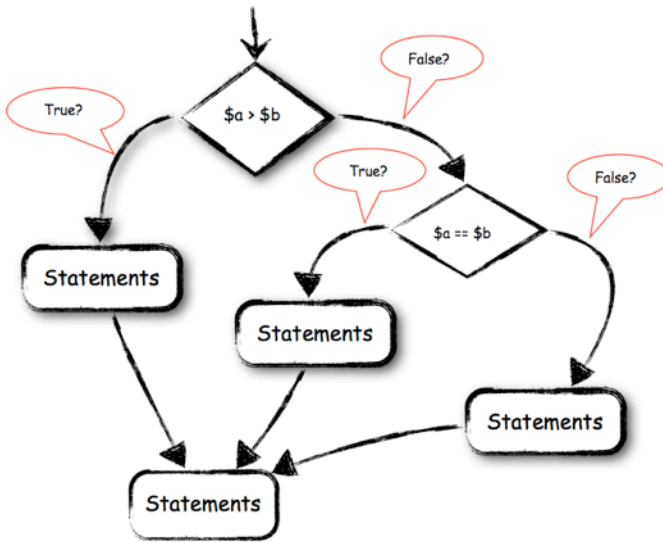 False?
True?
$a > $b
True?
False?
$a == $b
Statements
Statements
Statements
Statements